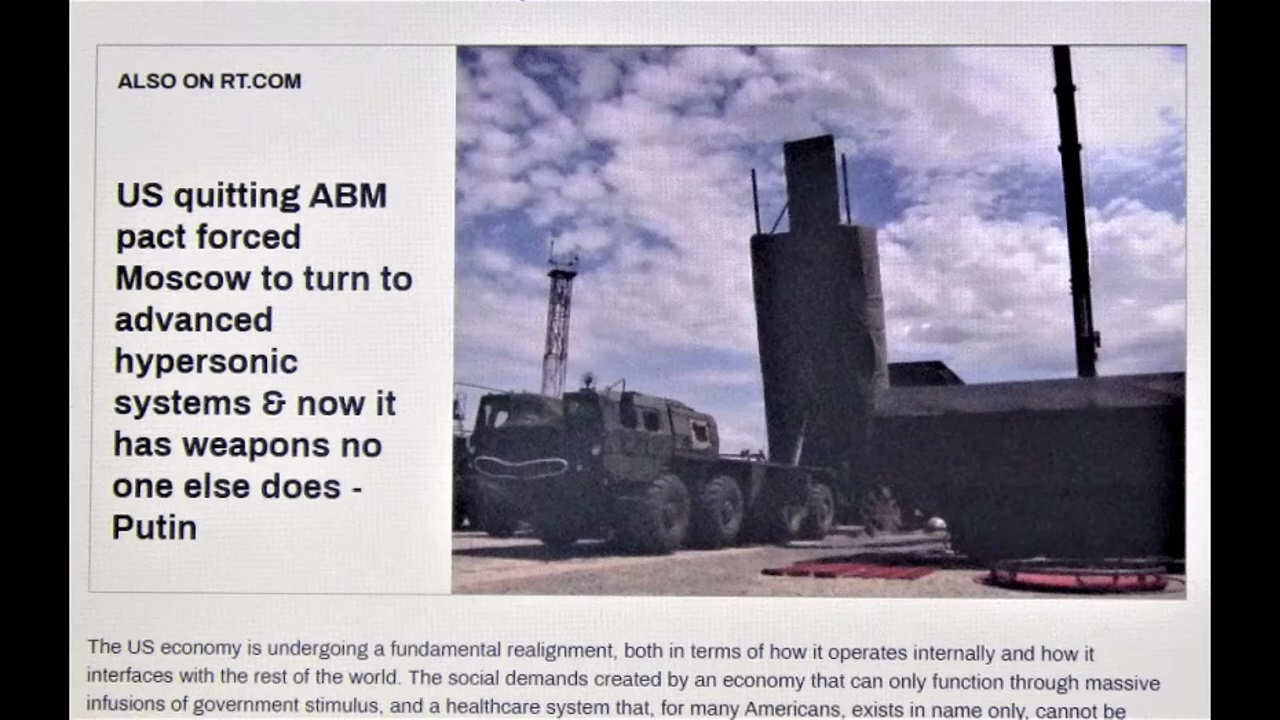 ALSO ON RT.COM
US quitting ABM
pact forced
Moscow to turn to
advanced
hypersonic
systems & now it
has weapons no
one else does -
Putin
The US economy is undergoing a fundamental realignment, both in terms of how it operates internally and how it
interfaces with the rest of the world. The social demands created by an economy that can only function through massive
infusions of government stimulus, and a healthcare system that, for many Americans, exists in name only, cannot be